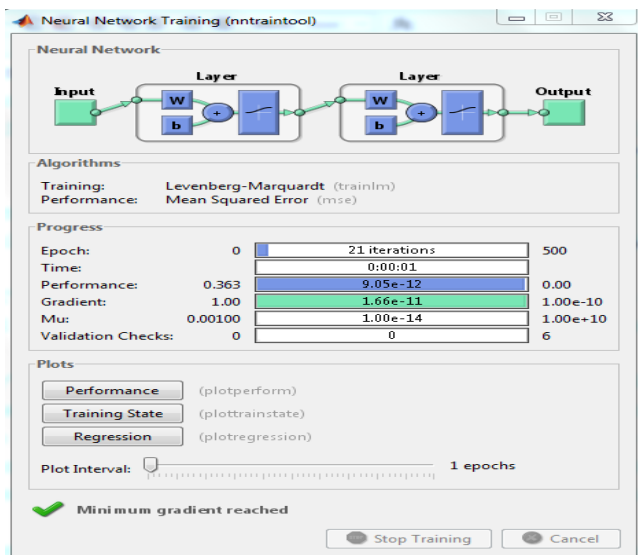 Neural Network Training (nntraintool)
Neural Network
Layer Layer
Input Output
W W
+ +
b b
Algorithms
Training: Levenberg-Marquardt (trainlm)
Performance: Mean Squared Error (mse)
Progress
Epoch: 0 21 iterations 500
Time: 0:00:01
Performance: 0.363 9.05e-12 0.00
Gradient: 1.00 1.66e-11 1.00e-10
Mu: 0.00100 1.00e-14 1.00e+10
Validation Checks: 0 0 6
Plots
Performance (plotperform)
Training State (plottrainstate)
Regression (plotregression)
Plot Interval: 1 epochs
Minimum gradient reached
Stop Training Cancel